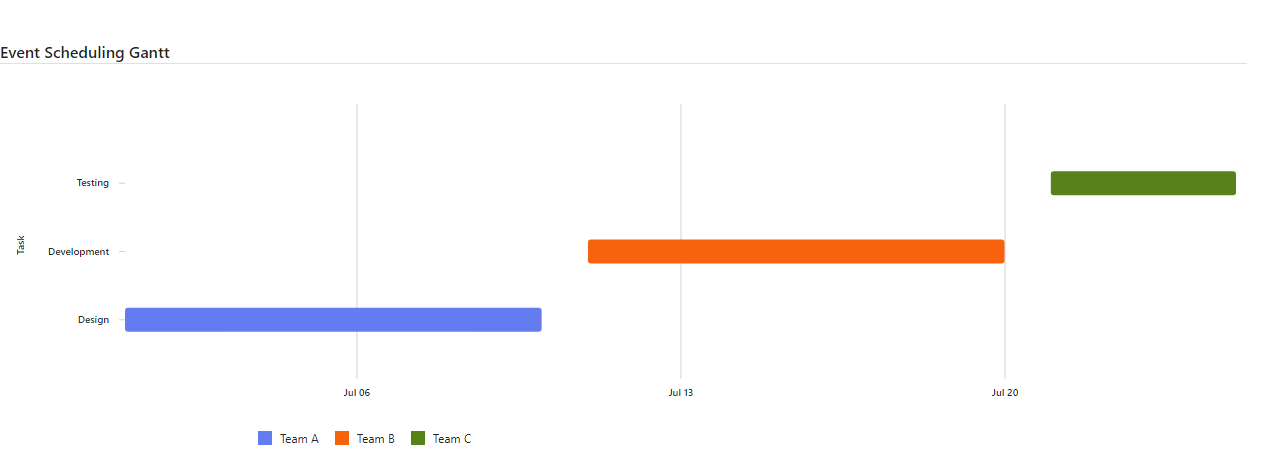 Event Scheduling Gantt
Testing
Task
Development
Design
Jul 06 Jul 13 Jul 20
Team A Team B Team C